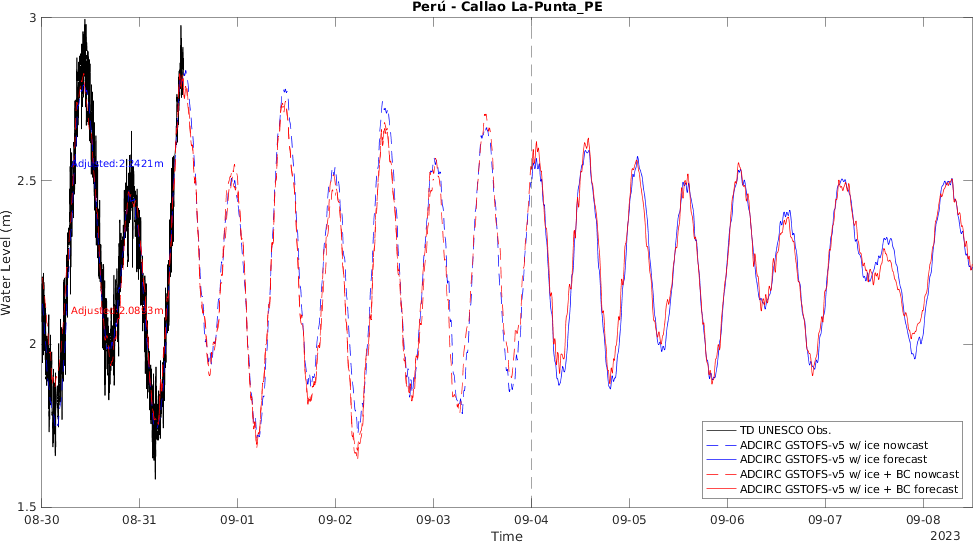 Perú - Callao La-Punta_PE
3
2.5
2
1.5
Water Level (m)
Adjusted:2.2421m
08-30
08-31
09-01
09-02
09-03
09-04
09-05
09-06
09-07
09-08
Time
2023
TD UNESCO Obs.
ADCIRC GSTOFS-v5 w/ ice nowcast
ADCIRC GSTOFS-v5 w/ ice forecast
ADCIRC GSTOFS-v5 w/ ice + BC nowcast
ADCIRC GSTOFS-v5 w/ ice + BC forecast